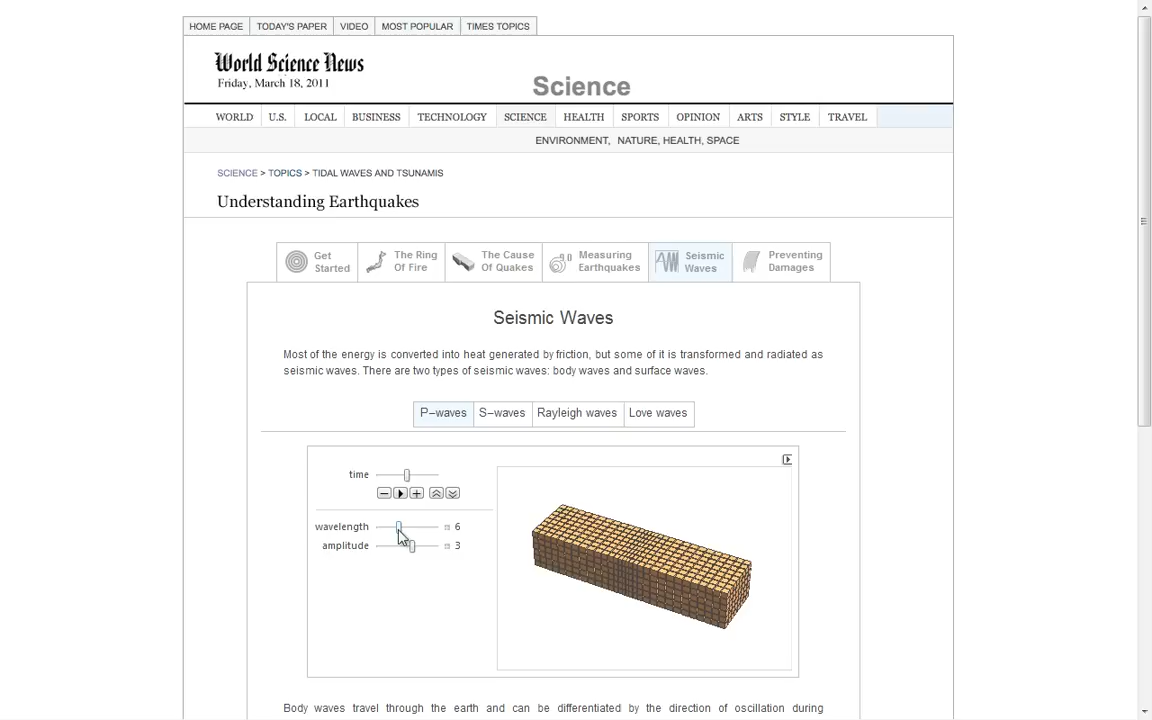 HOME PAGE TODAY'S PAPER VIDEO MOST POPULAR TIMES TOPICS
World Science News
Friday, March 18, 2011
Science
WORLD U.S. LOCAL BUSINESS TECHNOLOGY SCIENCE HEALTH SPORTS OPINION ARTS STYLE TRAVEL
ENVIRONMENT, NATURE, HEALTH, SPACE
SCIENCE > TOPICS > TIDAL WAVES AND TSUNAMIS
Understanding Earthquakes
Get Started
The Ring Of Fire
The Cause Of Quakes
Measuring Earthquakes
Seismic Waves
Preventing Damages
Seismic Waves
Most of the energy is converted into heat generated by friction, but some of it is transformed and radiated as
seismic waves. There are two types of seismic waves: body waves and surface waves.
P-waves S-waves Rayleigh waves Love waves
time
wavelength 6
amplitude 3
Body waves travel through the earth and can be differentiated by the direction of oscillation during